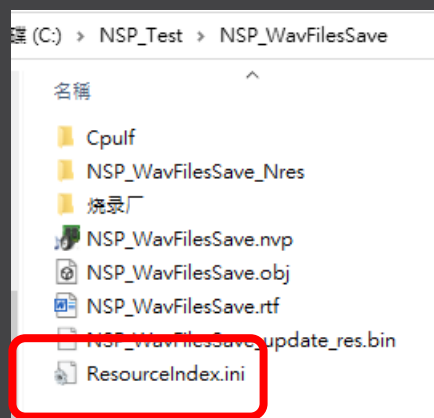 碟 (C:) > NSP_Test > NSP_WavFilesSave
名稱
CpuIf
NSP_WavFilesSave_Nres
烧录厂
NSP_WavFilesSave.nvp
NSP_WavFilesSave.obj
NSP_WavFilesSave.rtf
NSP_WavFilesSave_update_res.bin
ResourceIndex.ini